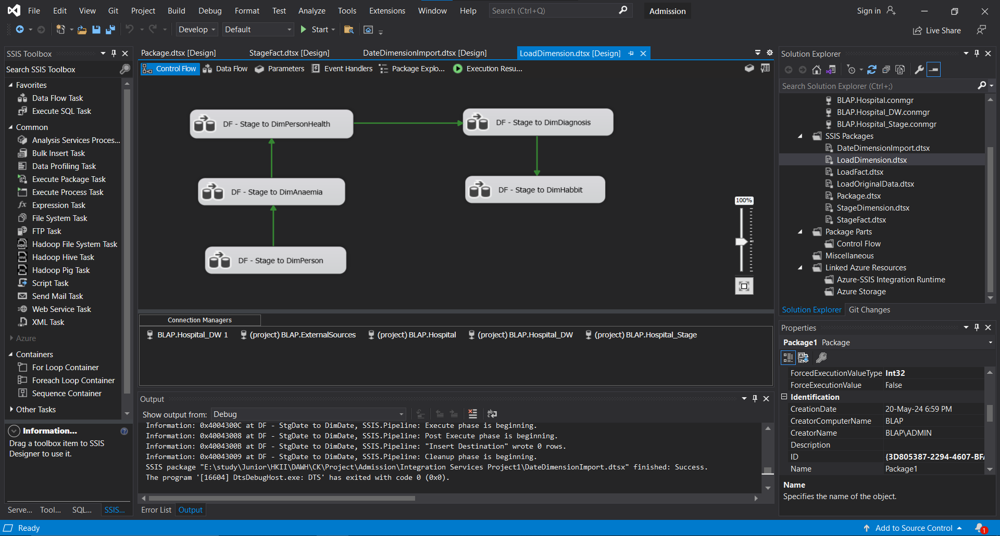 File Edit View Git Project Build Debug Format Test Analyze Tools Extensions Window Help Search (Ctrl+Q) Admission Sign in
Develop Default Start Live Share
SSIS Toolbox
Search SSIS Toolbox
Favorites
Data Flow Task
Execute SQL Task
Common
Analysis Services Proces...
Bulk Insert Task
Data Profiling Task
Execute Package Task
Execute Process Task
Expression Task
File System Task
FTP Task
Hadoop File System Task
Hadoop Hive Task
Hadoop Pig Task
Script Task
Send Mail Task
Web Service Task
XML Task
Azure
Containers
For Loop Container
Foreach Loop Container
Sequence Container
Other Tasks
Information...
Drag a toolbox item to SSIS
Designer to use it.
Serve... Tool... SQL... SSIS...
Package.dtsx [Design] StageFact.dtsx [Design] DateDimensionImport.dtsx [Design] LoadDimension.dtsx [Design]
Control Flow Data Flow Parameters Event Handlers Package Explo... Execution Resu...
DF - Stage to DimPersonHealth
DF - Stage to DimDiagnosis
DF - Stage to DimAnaemia
DF - Stage to DimHabbit
DF - Stage to DimPerson
100%
Connection Managers
BLAP.Hospital_DW 1 (project) BLAP.ExternalSources (project) BLAP.Hospital (project) BLAP.Hospital_DW (project) BLAP.Hospital_Stage
Output
Show output from: Debug
Information: 0x4004300C at DF - StgDate to DimDate, SSIS.Pipeline: Execute phase is beginning.
Information: 0x40043008 at DF - StgDate to DimDate, SSIS.Pipeline: Post Execute phase is beginning.
Information: 0x4004300B at DF - StgDate to DimDate, SSIS.Pipeline: "Insert Destination" wrote 0 rows.
Information: 0x40043009 at DF - StgDate to DimDate, SSIS.Pipeline: Cleanup phase is beginning.
SSIS package "E:\study\Junior\HKII\DAWH\CK\Project\Admission\Integration Services Project1\DateDimensionImport.dtsx" finished: Success.
The program '[16604] DtsDebugHost.exe: DTS' has exited with code 0 (0x0).
Error List Output
Solution Explorer
Search Solution Explorer (Ctrl+;)
BLAP.Hospital.conmgr
BLAP.Hospital_DW.conmgr
BLAP.Hospital_Stage.conmgr
SSIS Packages
DateDimensionImport.dtsx
LoadDimension.dtsx
LoadFact.dtsx
LoadOriginalData.dtsx
Package.dtsx
StageDimension.dtsx
StageFact.dtsx
Package Parts
Control Flow
Miscellaneous
Linked Azure Resources
Azure-SSIS Integration Runtime
Azure Storage
Solution Explorer Git Changes
Properties
Package1 Package
ForcedExecutionValueType Int32
ForceExecutionValue False
Identification
CreationDate 20-May-24 6:59 PM
CreatorComputerName BLAP
CreatorName BLAP\ADMIN
Description
ID {3D805387-2294-4607-BFA
Name Package1
Name
Specifies the name of the object.
Ready Add to Source Control 1